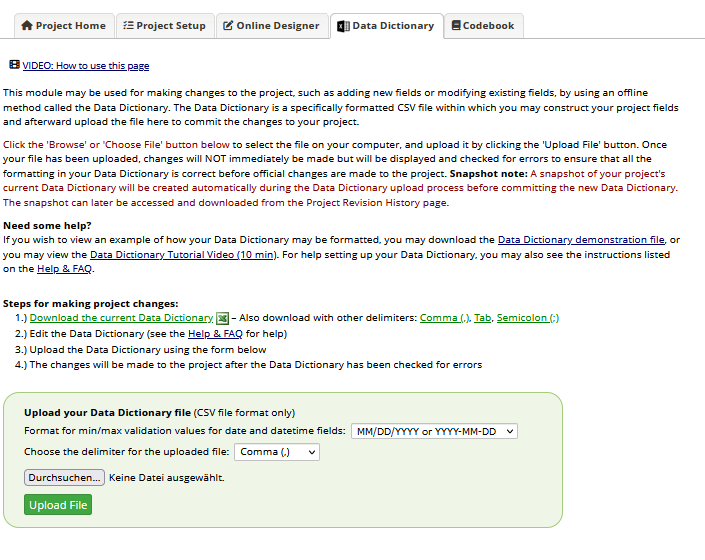 Project Home Project Setup Online Designer Data Dictionary Codebook
VIDEO: How to use this page
This module may be used for making changes to the project, such as adding new fields or modifying existing fields, by using an offline
method called the Data Dictionary. The Data Dictionary is a specifically formatted CSV file within which you may construct your project fields
and afterward upload the file here to commit the changes to your project.
Click the 'Browse' or 'Choose File' button below to select the file on your computer, and upload it by clicking the 'Upload File' button. Once
your file has been uploaded, changes will NOT immediately be made but will be displayed and checked for errors to ensure that all the
formatting in your Data Dictionary is correct before official changes are made to the project. Snapshot note: A snapshot of your project's
current Data Dictionary will be created automatically during the Data Dictionary upload process before committing the new Data Dictionary.
The snapshot can later be accessed and downloaded from the Project Revision History page.
Need some help?
If you wish to view an example of how your Data Dictionary may be formatted, you may download the Data Dictionary demonstration file, or
you may view the Data Dictionary Tutorial Video (10 min). For help setting up your Data Dictionary, you may also see the instructions listed
on the Help & FAQ.
Steps for making project changes:
1.) Download the current Data Dictionary – Also download with other delimiters: Comma (,), Tab, Semicolon (;)
2.) Edit the Data Dictionary (see the Help & FAQ for help)
3.) Upload the Data Dictionary using the form below
4.) The changes will be made to the project after the Data Dictionary has been checked for errors
Upload your Data Dictionary file (CSV file format only)
Format for min/max validation values for date and datetime fields: MM/DD/YYYY or YYYY-MM-DD
Choose the delimiter for the uploaded file: Comma (,)
Durchsuchen... Keine Datei ausgewählt.
Upload File